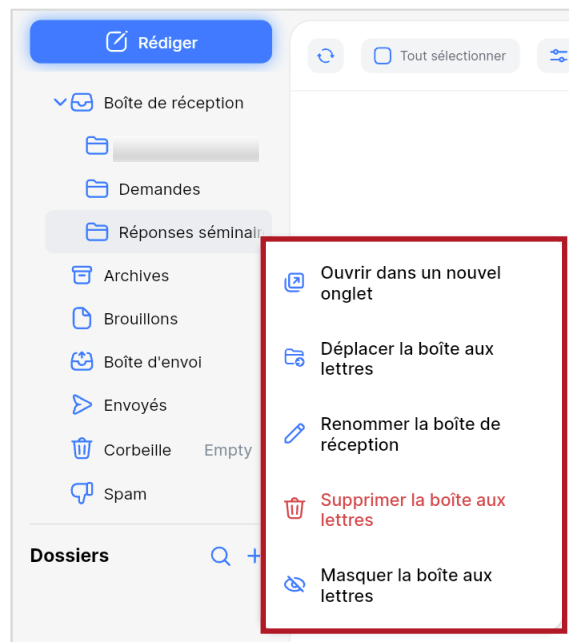 Rédiger
Tout sélectionner
Boîte de réception
Demandes
Réponses séminair
Archives
Brouillons
Boîte d'envoi
Envoyés
Corbeille Empty
Spam
Dossiers
Ouvrir dans un nouvel
onglet
Déplacer la boîte aux
lettres
Renommer la boîte de
réception
Supprimer la boîte aux
lettres
Masquer la boîte aux
lettres